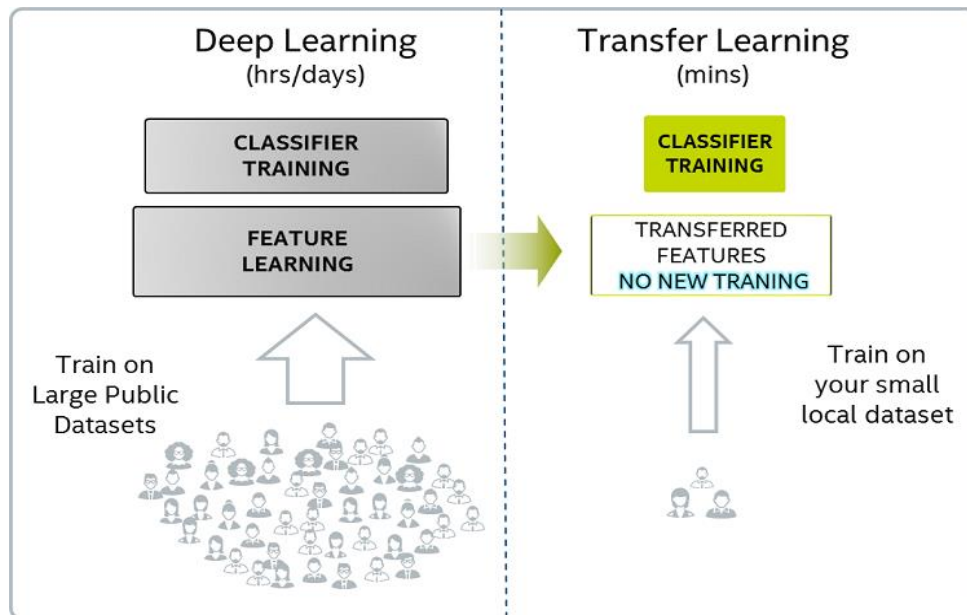 Deep Learning
(hrs/days)
CLASSIFIER
TRAINING
FEATURE
LEARNING
Train on
Large Public
Datasets
Transfer Learning
(mins)
CLASSIFIER
TRAINING
TRANSFERRED
FEATURES
NO NEW TRANING
Train on
your small
local dataset